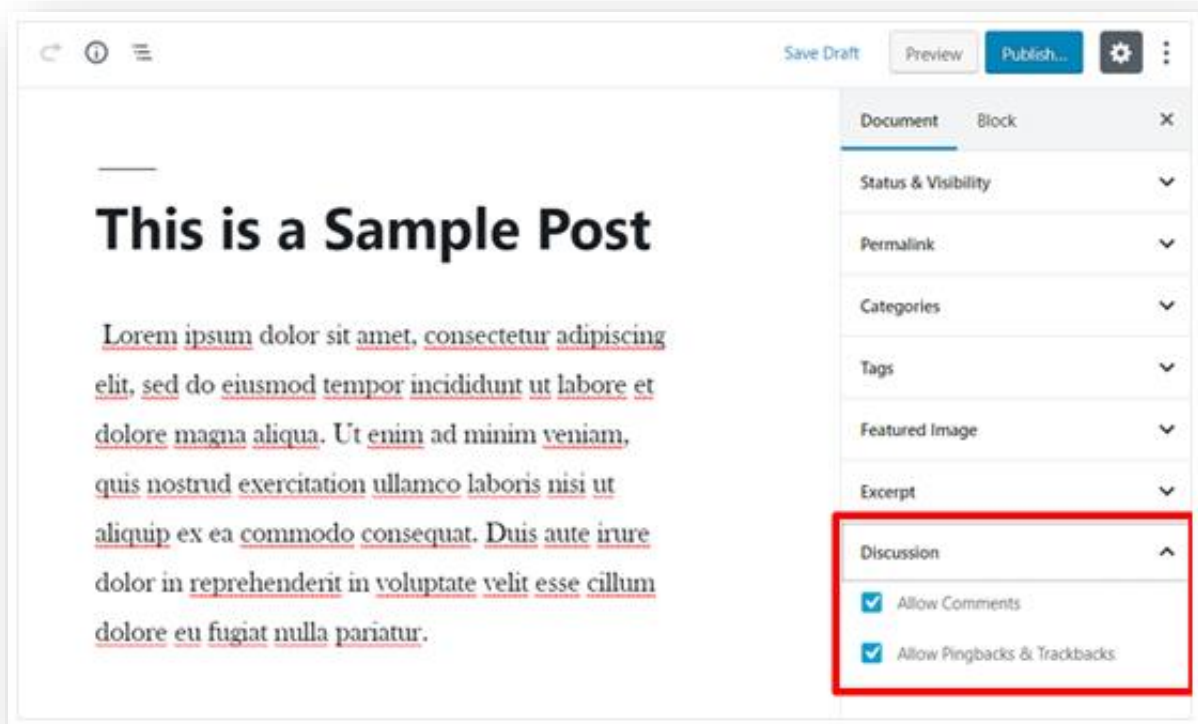 Save Draft Preview Publish...
Document Block
This is a Sample Post
Lorem ipsum dolor sit amet, consectetur adipiscing
elit, sed do eiusmod tempor incididunt ut labore et
dolore magna aliqua. Ut enim ad minim veniam,
quis nostrud exercitation ullamco laboris nisi ut
aliquip ex ea commodo consequat. Duis aute irure
dolor in reprehenderit in voluptate velit esse cillum
dolore eu fugiat nulla pariatur.
Status & Visibility
Permalink
Categories
Tags
Featured Image
Excerpt
Discussion
Allow Comments
Allow Pingbacks & Trackbacks